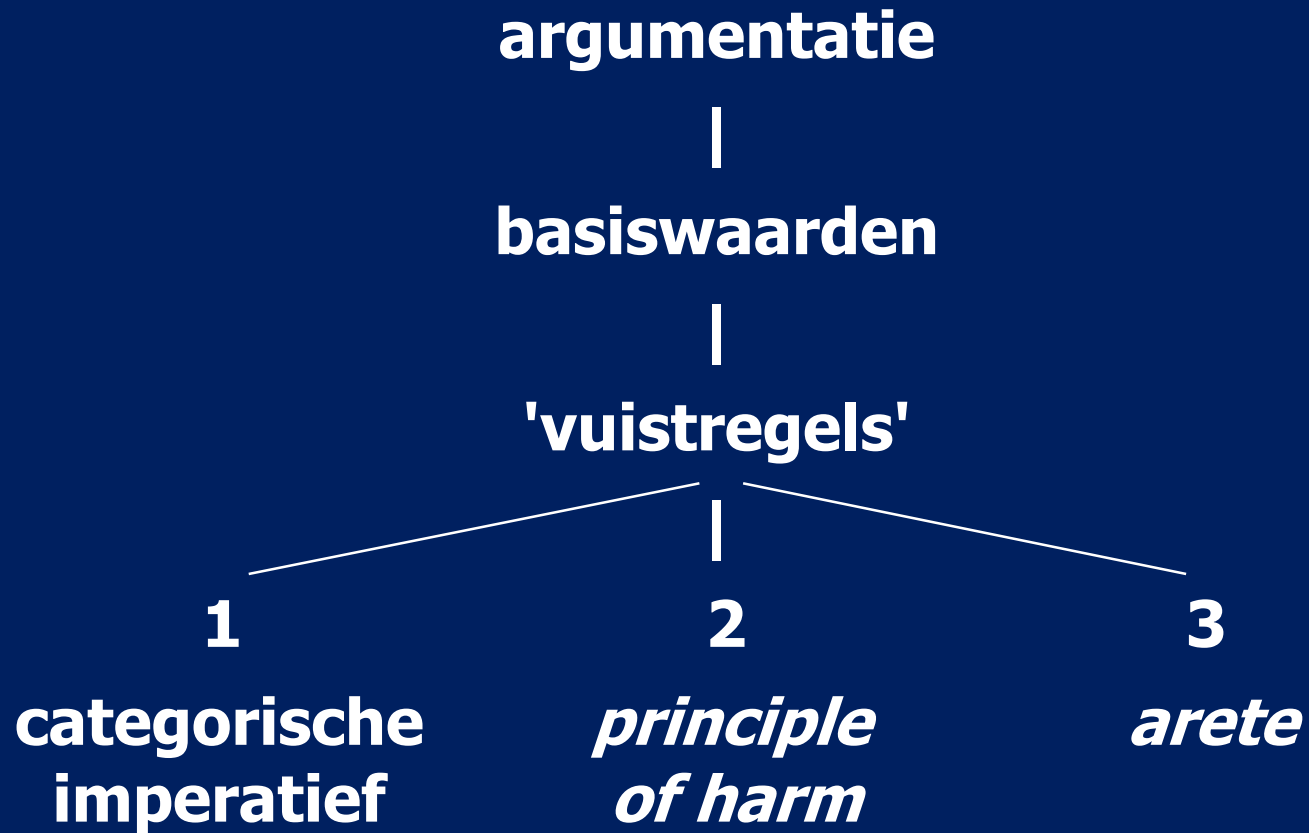 argumentatie
basiswaarden
'vuistregels'
1
2
3
categorische
imperatief
principle
of harm
arete